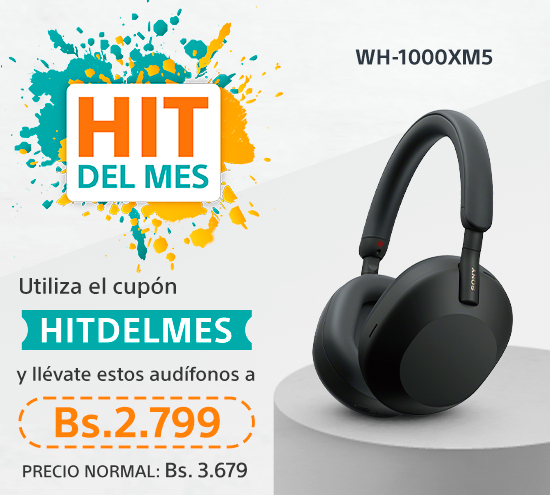 HIT
DEL MES
WH-1000XM5
SONY
Utiliza el cupón
HITDELMES
y llévate estos audífonos a
Bs.2.799
PRECIO NORMAL: Bs. 3.679